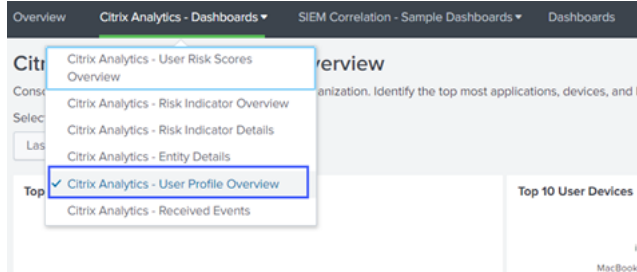 Overview Citrix Analytics - Dashboards ▾ SIEM Correlation - Sample Dashboards ▾ Dashboards
Cit erview
Citrix Analytics - User Risk Scores
Overview
Cons anization. Identify the top most applications, devices, and
Citrix Analytics - Risk Indicator Overview
Selec
Citrix Analytics - Risk Indicator Details
Las
Citrix Analytics - Entity Details
Top ✓ Citrix Analytics - User Profile Overview Top 10 User Devices
Citrix Analytics - Received Events
MacBook